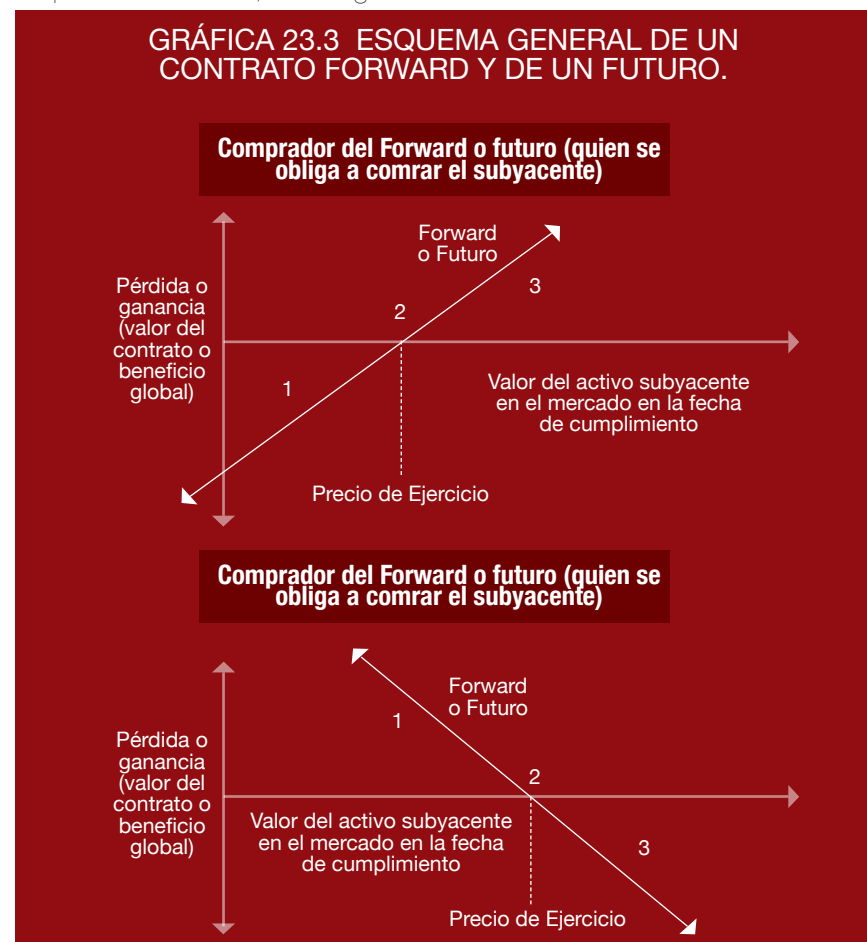 GRÁFICA 23.3 ESQUEMA GENERAL DE UN
CONTRATO FORWARD Y DE UN FUTURO.
Comprador del Forward o futuro (quien se
obliga a comrar el subyacente)
Forward
o Futuro
Pérdida o
ganancia
(valor del
contrato o
beneficio
global)
3
2
1
Valor del activo subyacente
en el mercado en la fecha
de cumplimiento
Precio de Ejercicio
Comprador del Forward o futuro (quien se
obliga a comrar el subyacente)
Forward
o Futuro
1
Pérdida o
ganancia
(valor del
contrato o
beneficio
global)
2
Valor del activo subyacente
en el mercado en la fecha
de cumplimiento
3
Precio de Ejercicio